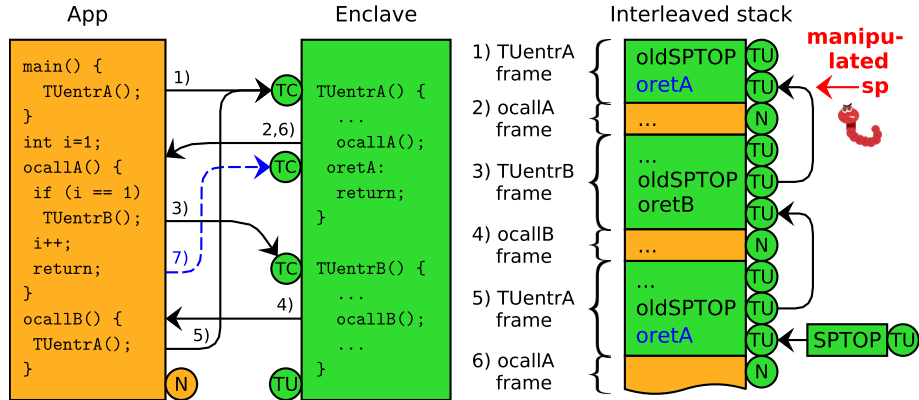 App
Enclave
Interleaved stack
main() {
TUentrA();
}
int i=1;
ocallA() {
if (i == 1)
TUentrB();
i++;
return;
}
ocallB() {
TUentrA();
}
N
1)
2,6)
3)
7)
4)
5)
TC
TC
TC
TU
TUentrA() {
...
ocallA();
oretA:
return;
}
TUentrB() {
...
ocallB();
...
}
1) TUentrA
frame
2) ocallA
frame
3) TUentrB
frame
4) ocallB
frame
5) TUentrA
frame
6) ocallA
frame
oldSPTOP
oretA
...
...
oldSPTOP
oretB
...
...
oldSPTOP
oretA
TU
TU
N
TU
TU
TU
N
TU
TU
TU
N
manipu-
lated
sp
SPTOP
TU